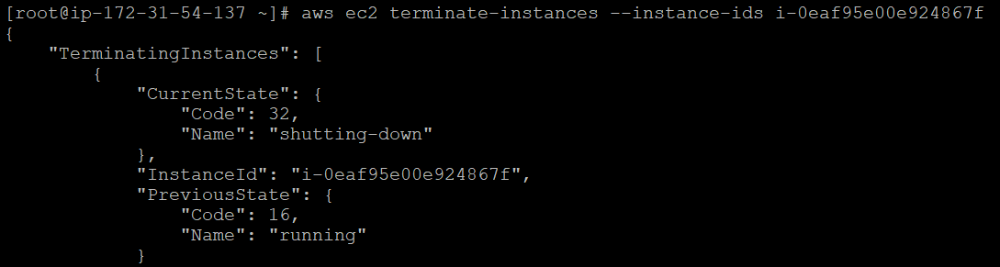 [root@ip-172-31-54-137 ~]# aws ec2 terminate-instances --instance-ids i-0eaf95e00e924867f
{
    "TerminatingInstances": [
        {
            "CurrentState": {
                "Code": 32,
                "Name": "shutting-down"
            },
            "InstanceId": "i-0eaf95e00e924867f",
            "PreviousState": {
                "Code": 16,
                "Name": "running"
            }